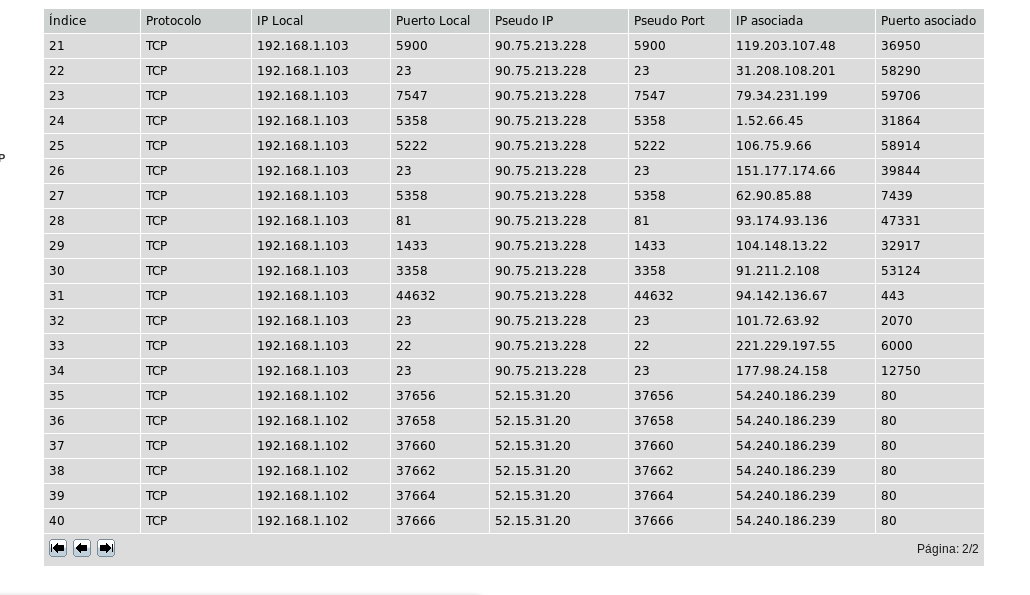 Índice Protocolo IP Local Puerto Local Pseudo IP Pseudo Port IP asociada Puerto asociado
21 TCP 192.168.1.103 5900 90.75.213.228 5900 119.203.107.48 36950
22 TCP 192.168.1.103 23 90.75.213.228 23 31.208.108.201 58290
23 TCP 192.168.1.103 7547 90.75.213.228 7547 79.34.231.199 59706
24 TCP 192.168.1.103 5358 90.75.213.228 5358 1.52.66.45 31864
P
25 TCP 192.168.1.103 5222 90.75.213.228 5222 106.75.9.66 58914
26 TCP 192.168.1.103 23 90.75.213.228 23 151.177.174.66 39844
27 TCP 192.168.1.103 5358 90.75.213.228 5358 62.90.85.88 7439
28 TCP 192.168.1.103 81 90.75.213.228 81 93.174.93.136 47331
29 TCP 192.168.1.103 1433 90.75.213.228 1433 104.148.13.22 32917
30 TCP 192.168.1.103 3358 90.75.213.228 3358 91.211.2.108 53124
31 TCP 192.168.1.103 44632 90.75.213.228 44632 94.142.136.67 443
32 TCP 192.168.1.103 23 90.75.213.228 23 101.72.63.92 2070
33 TCP 192.168.1.103 22 90.75.213.228 22 221.229.197.55 6000
34 TCP 192.168.1.103 23 90.75.213.228 23 177.98.24.158 12750
35 TCP 192.168.1.102 37656 52.15.31.20 37656 54.240.186.239 80
36 TCP 192.168.1.102 37658 52.15.31.20 37658 54.240.186.239 80
37 TCP 192.168.1.102 37660 52.15.31.20 37660 54.240.186.239 80
38 TCP 192.168.1.102 37662 52.15.31.20 37662 54.240.186.239 80
39 TCP 192.168.1.102 37664 52.15.31.20 37664 54.240.186.239 80
40 TCP 192.168.1.102 37666 52.15.31.20 37666 54.240.186.239 80
Página: 2/2